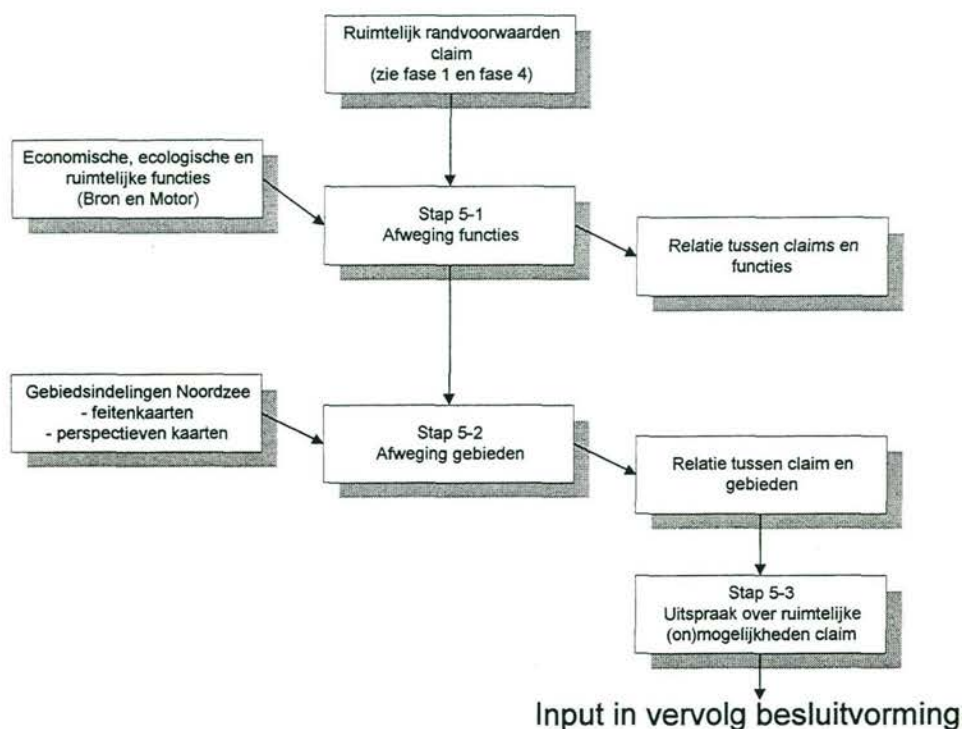 Ruimtelijk randvoorwaarden
claim
(zie fase 1 en fase 4)
Economische, ecologische en
ruimtelijke functies
(Bron en Motor)
Stap 5-1
Afweging functies
Relatie tussen claims en
functies
Gebiedsindelingen Noordzee
- feitenkaarten
- perspectieven kaarten
Stap 5-2
Afweging gebieden
Relatie tussen claim en
gebieden
Stap 5-3
Uitspraak over ruimtelijke
(on)mogelijkheden claim
Input in vervolg besluitvorming